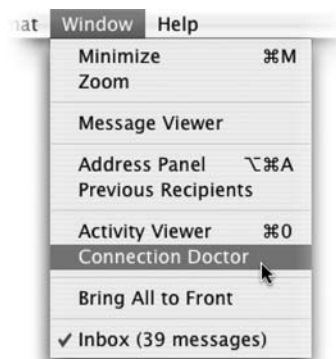 mat Window Help
Minimize ⌘M
Zoom
Message Viewer
Address Panel ⌥⌘A
Previous Recipients
Activity Viewer ⌘0
Connection Doctor
Bring All to Front
✓ Inbox (39 messages)